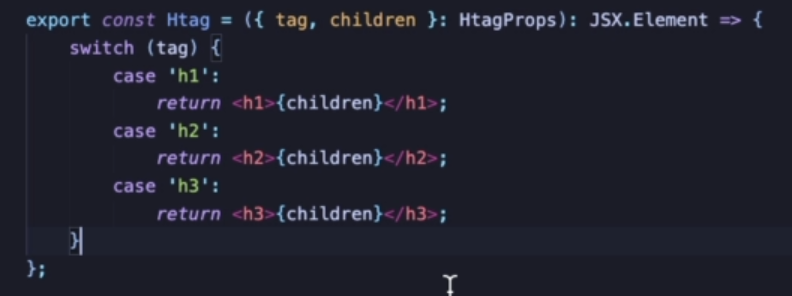 export const Htag = ({ tag, children }: HtagProps): JSX.Element => {
    switch (tag) {
        case 'h1':
            return <h1>{children}</h1>;
        case 'h2':
            return <h2>{children}</h2>;
        case 'h3':
            return <h3>{children}</h3>;
    }
};